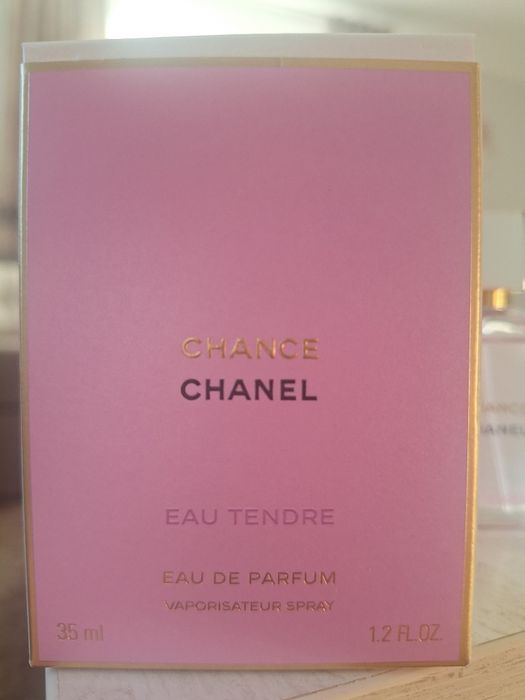 CHANCE
CHANEL
EAU TENDRE
EAU DE PARFUM
VAPORISATEUR SPRAY
35 ml 1.2 FL.OZ.